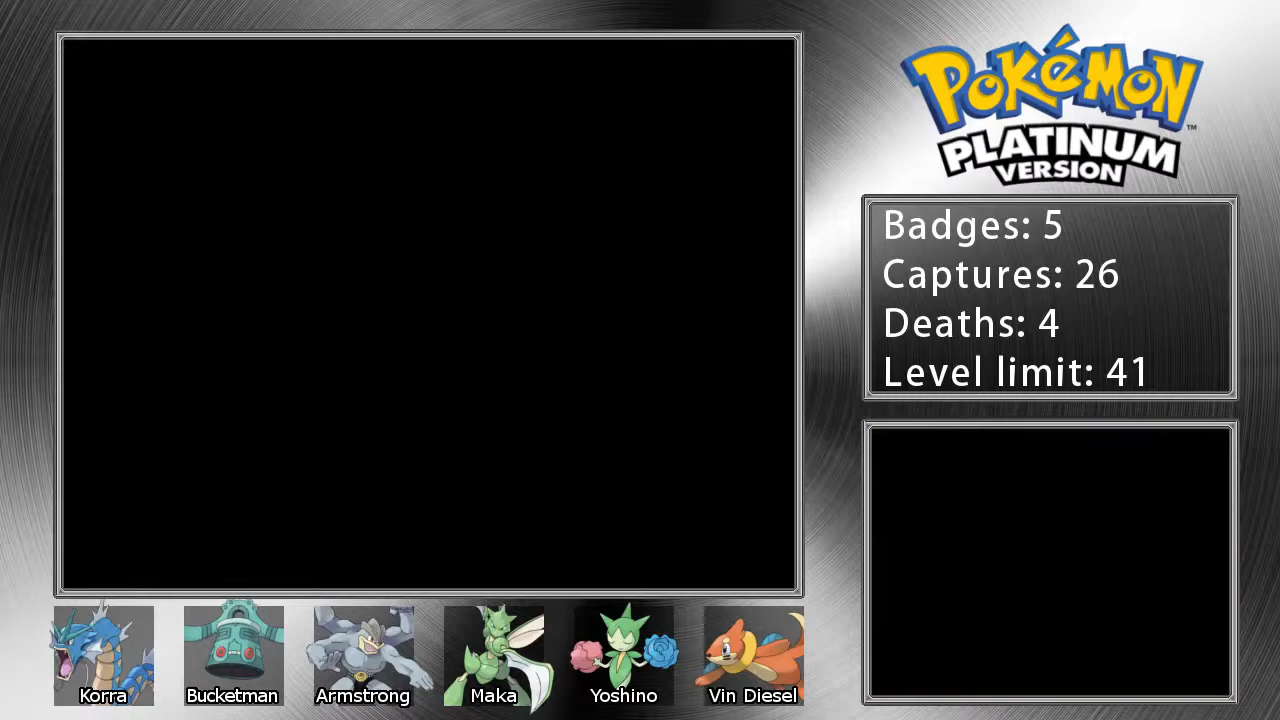 POKéMON
™
PLATINUM
VERSION
Badges: 5
Captures: 26
Deaths: 4
Level limit: 41
Korra
Bucketman
Armstrong
Maka
Yoshino
Vin Diesel